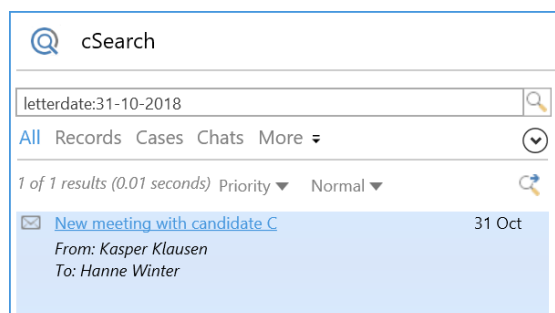 cSearch
letterdate:31-10-2018
All Records Cases Chats More
1 of 1 results (0.01 seconds) Priority Normal
New meeting with candidate C 31 Oct
From: Kasper Klausen
To: Hanne Winter